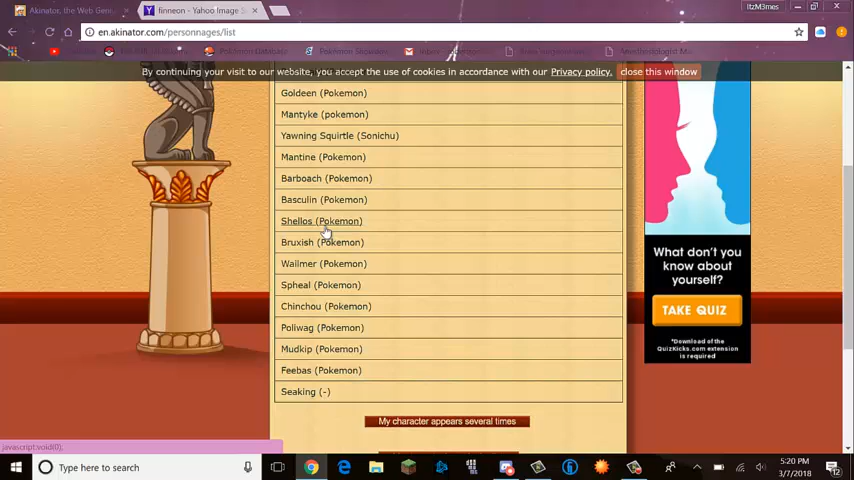 ItzM3mes
Akinator, the Web Geni
finneon - Yahoo Image S
en.akinator.com/personnages/list
By continuing your visit to our website, you accept the use of cookies in accordance with our Privacy policy. close this window
Goldeen (Pokemon)
Mantyke (pokemon)
Yawning Squirtle (Sonichu)
Mantine (Pokemon)
Barboach (Pokemon)
Basculin (Pokemon)
Shellos (Pokemon)
Bruxish (Pokemon)
Wailmer (Pokemon)
Spheal (Pokemon)
Chinchou (Pokemon)
Poliwag (Pokemon)
Mudkip (Pokemon)
Feebas (Pokemon)
Seaking (-)
My character appears several times
What don't you
know about
yourself?
TAKE QUIZ
*Download of the
QuizKicks.com extension
is required
javascript:void(0);
Type here to search
5:20 PM
3/7/2018
12